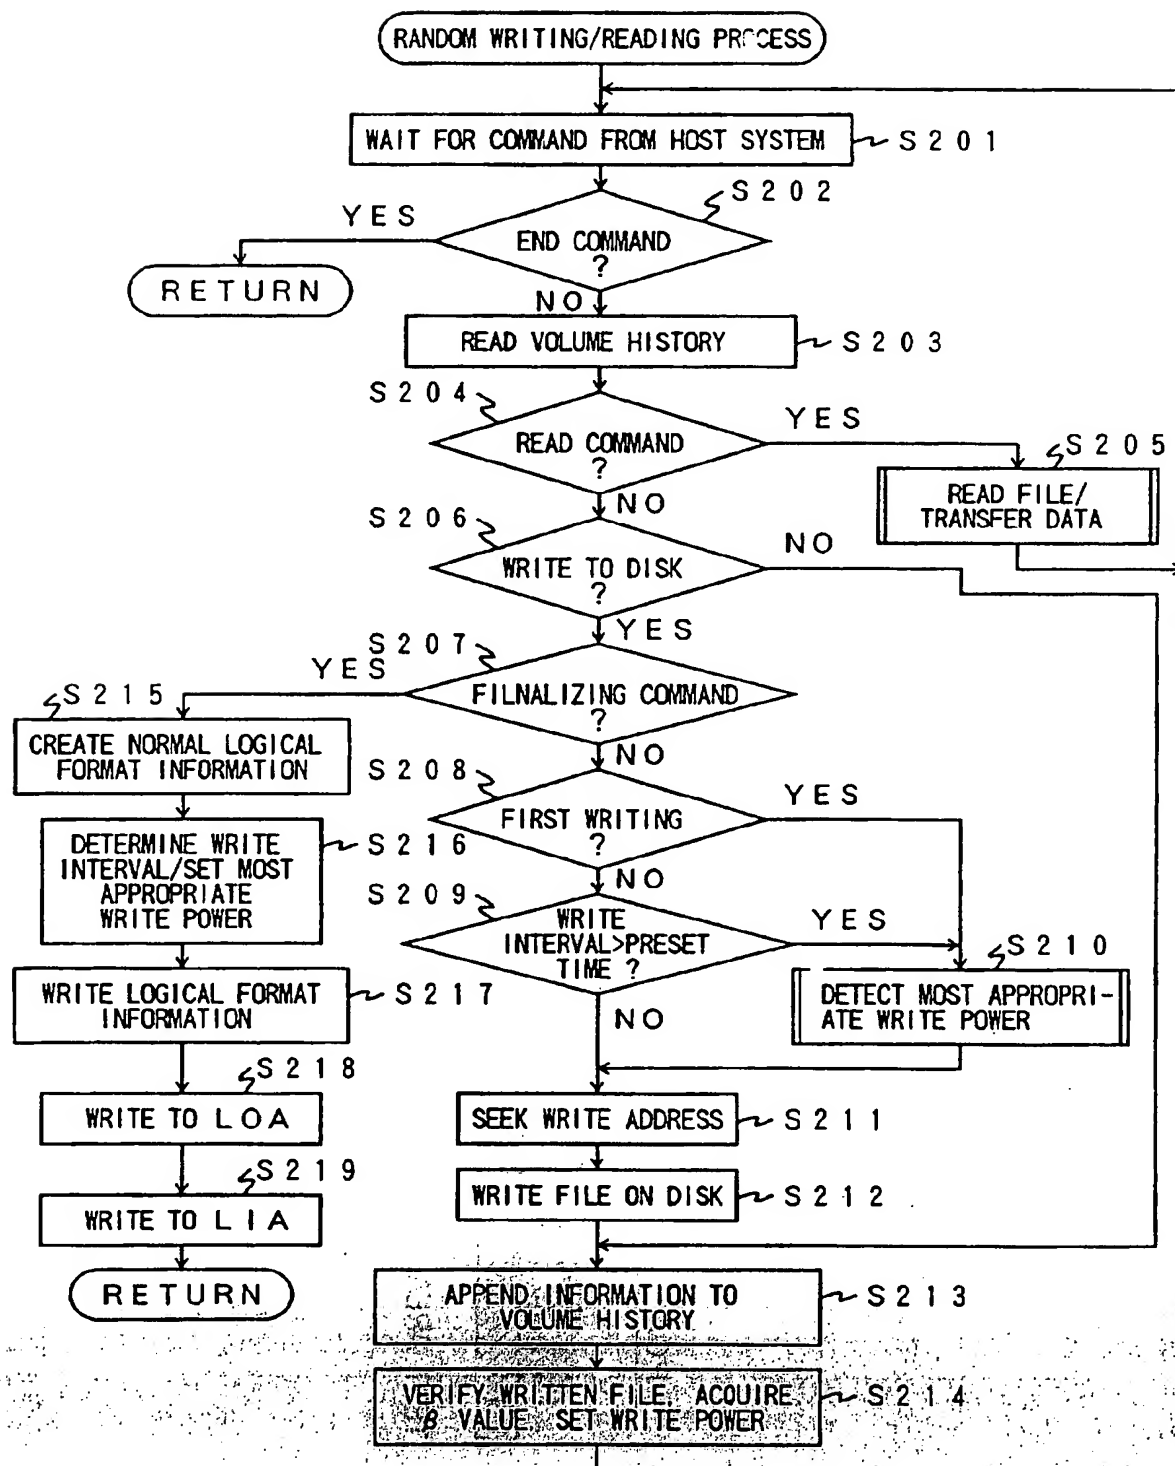 RANDOM WRITING/READING PROCESS
WAIT FOR COMMAND FROM HOST SYSTEM
S201
S202
YES
END COMMAND
?
RETURN
NO
READ VOLUME HISTORY
S203
S204
YES
READ COMMAND
?
S205
READ FILE/
TRANSFER DATA
NO
S206
NO
WRITE TO DISK
?
YES
S207
YES
FILNALIZING COMMAND
?
S215
CREATE NORMAL LOGICAL
FORMAT INFORMATION
NO
S208
YES
FIRST WRITING
?
DETERMINE WRITE
INTERVAL/SET MOST
APPROPRIATE
WRITE POWER
S216
NO
S209
WRITE
INTERVAL>PRESET
TIME ?
YES
S210
DETECT MOST APPROPRI-
ATE WRITE POWER
WRITE LOGICAL FORMAT
INFORMATION
S217
NO
S218
WRITE TO LOA
SEEK WRITE ADDRESS
S211
S219
WRITE TO LIA
WRITE FILE ON DISK
S212
RETURN
APPEND INFORMATION TO
VOLUME HISTORY
S213
VERIFY WRITTEN FILE, ACQUIRE
β VALUE, SET WRITE POWER
S214